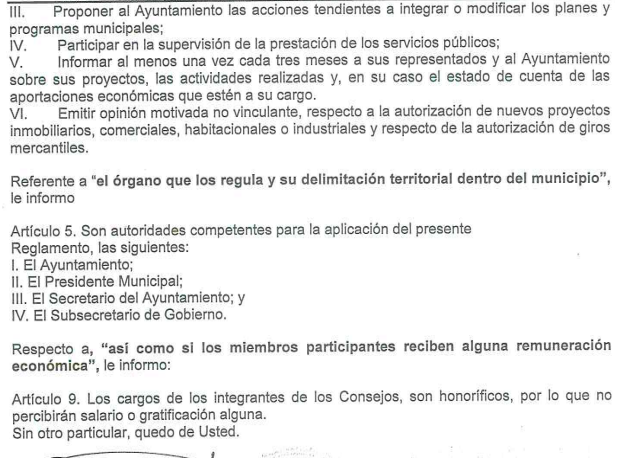 III. Proponer al Ayuntamiento las acciones tendientes a integrar o modificar los planes y
programas municipales;
IV. Participar en la supervisión de la prestación de los servicios públicos;
V. Informar al menos una vez cada tres meses a sus representados y al Ayuntamiento
sobre sus proyectos, las actividades realizadas y, en su caso el estado de cuenta de las
aportaciones económicas que estén a su cargo.
VI. Emitir opinión motivada no vinculante, respecto a la autorización de nuevos proyectos
inmobiliarios, comerciales, habitacionales o industriales y respecto de la autorización de giros
mercantiles.
Referente a “el órgano que los regula y su delimitación territorial dentro del municipio”,
le informo
Artículo 5. Son autoridades competentes para la aplicación del presente
Reglamento, las siguientes:
I. El Ayuntamiento;
II. El Presidente Municipal;
III. El Secretario del Ayuntamiento; y
IV. El Subsecretario de Gobierno.
Respecto a, “así como si los miembros participantes reciben alguna remuneración
económica”, le informo:
Artículo 9. Los cargos de los integrantes de los Consejos, son honoríficos, por lo que no
percibirán salario o gratificación alguna.
Sin otro particular, quedo de Usted.